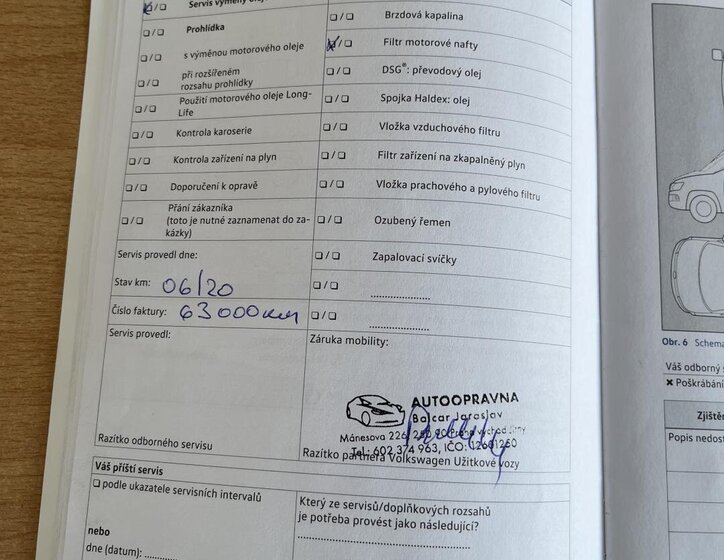 Servis výměny oleje
Prohlídka
s výměnou motorového oleje
při rozšířeném
rozsahu prohlídky
Použití motorového oleje Long-
Life
Kontrola karoserie
Kontrola zařízení na plyn
Doporučení k opravě
Přání zákazníka
(toto je nutné zaznamenat do za-
kázky)
Brzdová kapalina
Filtr motorové nafty
DSG®: převodový olej
Spojka Haldex: olej
Vložka vzduchového filtru
Filtr zařízení na zkapalněný plyn
Vložka prachového a pylového filtru
Ozubený řemen
Zapalovací svíčky
Servis provedl dne:
Stav km: 06/20
Číslo faktury: 63 000km
Servis provedl:
Razítko odborného servisu
Záruka mobility:
AUTOOPRAVNA
Balcar Jaroslav
Mánesova
Tel.: 602 374 963, IČO:
Razítko partnera Volkswagen Užitkové vozy
Váš příští servis
podle ukazatele servisních intervalů
nebo
dne (datum):
Který ze servisů/doplňkových rozsahů
je potřeba provést jako následující?
Obr. 6 Schema
Váš odborný s
Poškrábání
Zjiště
Popis nedost